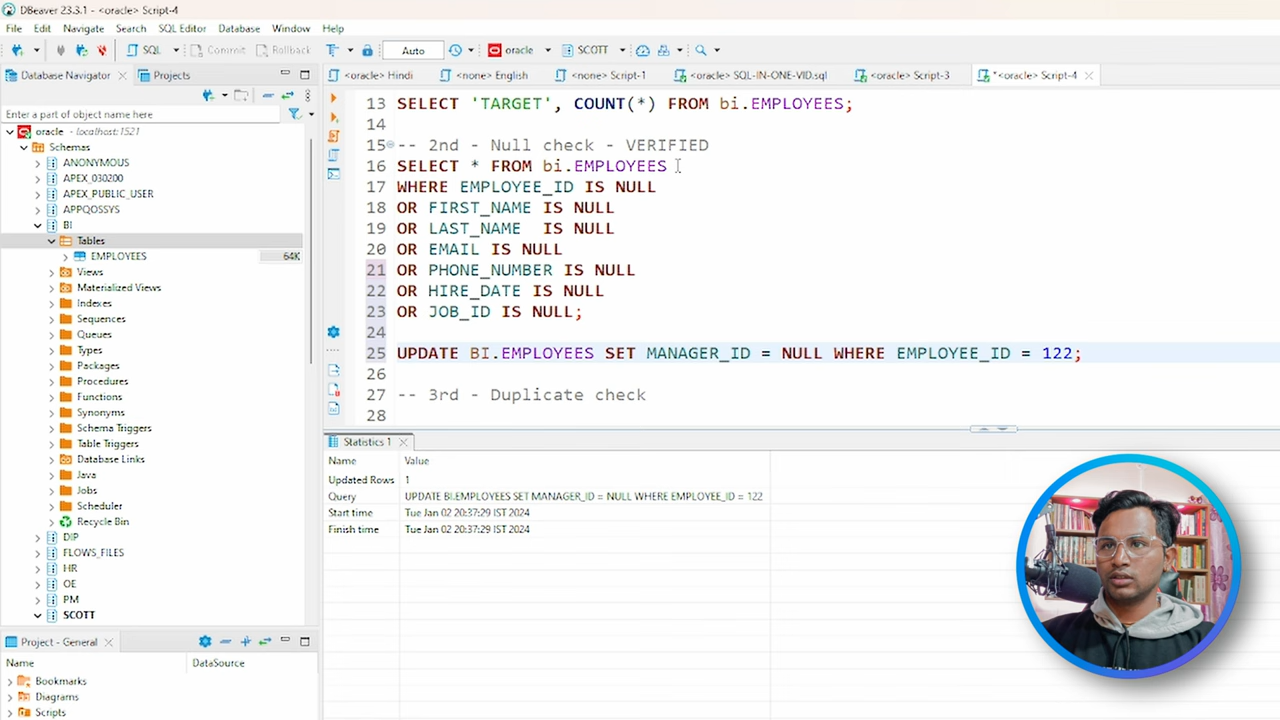 DBeaver 23.3.1 - <oracle> Script-4
File Edit Navigate Search SQL Editor Database Window Help
SQL Commit Rollback Auto oracle SCOTT
Database Navigator Projects
<oracle> Hindi <none> English <none> Script-1 <oracle> SQL-IN-ONE-VID.sql <oracle> Script-3 *<oracle> Script-4
Enter a part of object name here
oracle - localhost:1521
Schemas
ANONYMOUS
APEX_030200
APEX_PUBLIC_USER
APPQOSSYS
BI
Tables
EMPLOYEES 64K
Views
Materialized Views
Indexes
Sequences
Queues
Types
Packages
Procedures
Functions
Synonyms
Schema Triggers
Table Triggers
Database Links
Java
Jobs
Scheduler
Recycle Bin
DIP
FLOWS_FILES
HR
OE
PM
SCOTT
Project - General
Name DataSource
Bookmarks
Diagrams
Scripts
13 SELECT 'TARGET', COUNT(*) FROM bi.EMPLOYEES;
14
15 -- 2nd - Null check - VERIFIED
16 SELECT * FROM bi.EMPLOYEES
17 WHERE EMPLOYEE_ID IS NULL
18 OR FIRST_NAME IS NULL
19 OR LAST_NAME IS NULL
20 OR EMAIL IS NULL
21 OR PHONE_NUMBER IS NULL
22 OR HIRE_DATE IS NULL
23 OR JOB_ID IS NULL;
24
25 UPDATE BI.EMPLOYEES SET MANAGER_ID = NULL WHERE EMPLOYEE_ID = 122;
26
27 -- 3rd - Duplicate check
28
Statistics 1
Name Value
Updated Rows 1
Query UPDATE BI.EMPLOYEES SET MANAGER_ID = NULL WHERE EMPLOYEE_ID = 122
Start time Tue Jan 02 20:37:29 IST 2024
Finish time Tue Jan 02 20:37:29 IST 2024